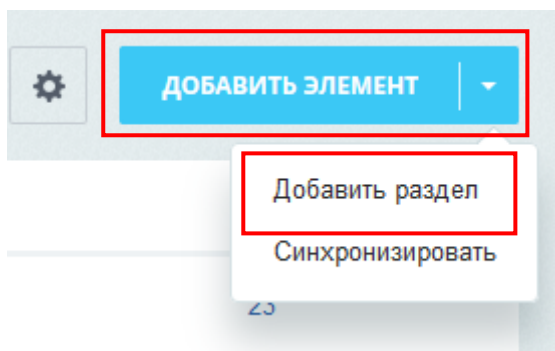 ДОБАВИТЬ ЭЛЕМЕНТ
Добавить раздел
Синхронизировать
23